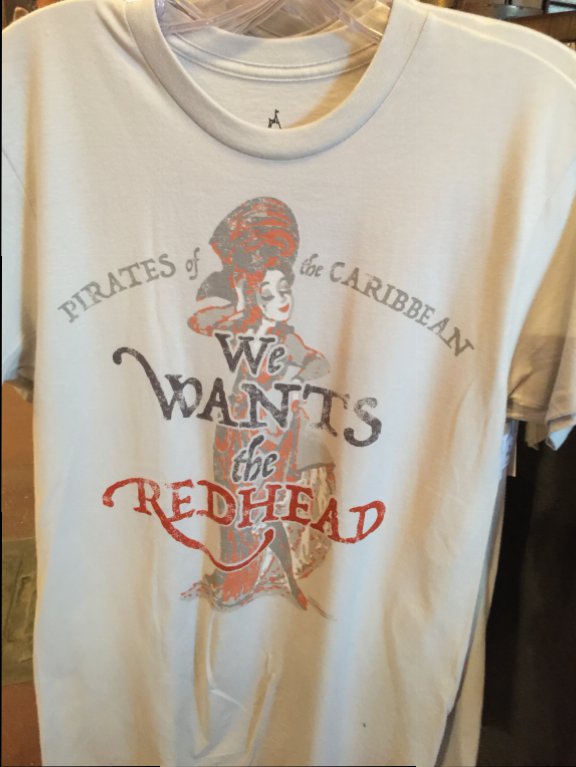 PIRATES of the CARIBBEAN
We
WANTS
the
REDHEAD